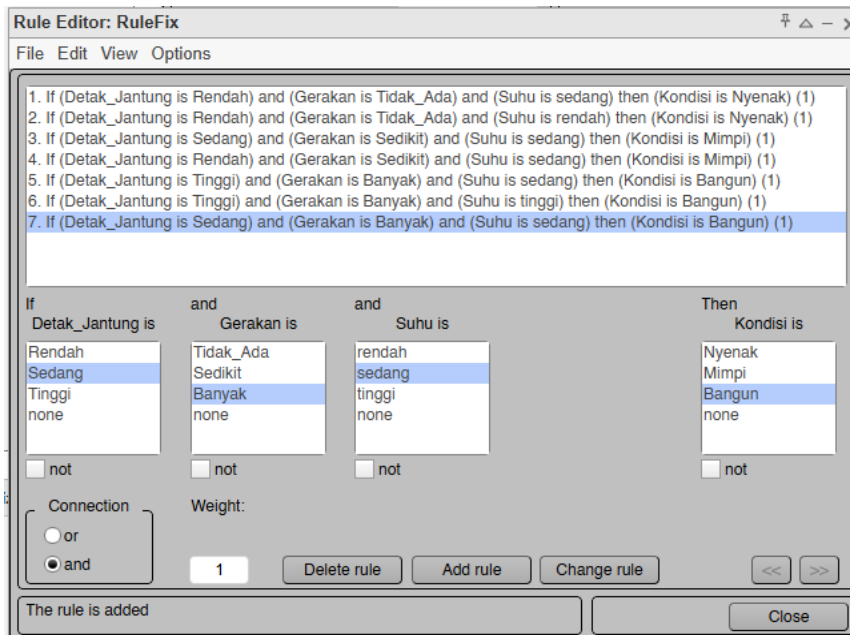 Rule Editor: RuleFix
File Edit View Options
1. If (Detak_Jantung is Rendah) and (Gerakan is Tidak_Ada) and (Suhu is sedang) then (Kondisi is Nyenak) (1)
2. If (Detak_Jantung is Rendah) and (Gerakan is Tidak_Ada) and (Suhu is rendah) then (Kondisi is Nyenak) (1)
3. If (Detak_Jantung is Sedang) and (Gerakan is Sedikit) and (Suhu is sedang) then (Kondisi is Mimpi) (1)
4. If (Detak_Jantung is Rendah) and (Gerakan is Sedikit) and (Suhu is sedang) then (Kondisi is Mimpi) (1)
5. If (Detak_Jantung is Tinggi) and (Gerakan is Banyak) and (Suhu is sedang) then (Kondisi is Bangun) (1)
6. If (Detak_Jantung is Tinggi) and (Gerakan is Banyak) and (Suhu is tinggi) then (Kondisi is Bangun) (1)
7. If (Detak_Jantung is Sedang) and (Gerakan is Banyak) and (Suhu is sedang) then (Kondisi is Bangun) (1)
If and and Then
Detak_Jantung is Gerakan is Suhu is Kondisi is
Rendah Tidak_Ada rendah Nyenak
Sedang Sedikit sedang Mimpi
Tinggi Banyak tinggi Bangun
none none none none
not not not not
Connection Weight:
or
and 1 Delete rule Add rule Change rule << >>
The rule is added Close